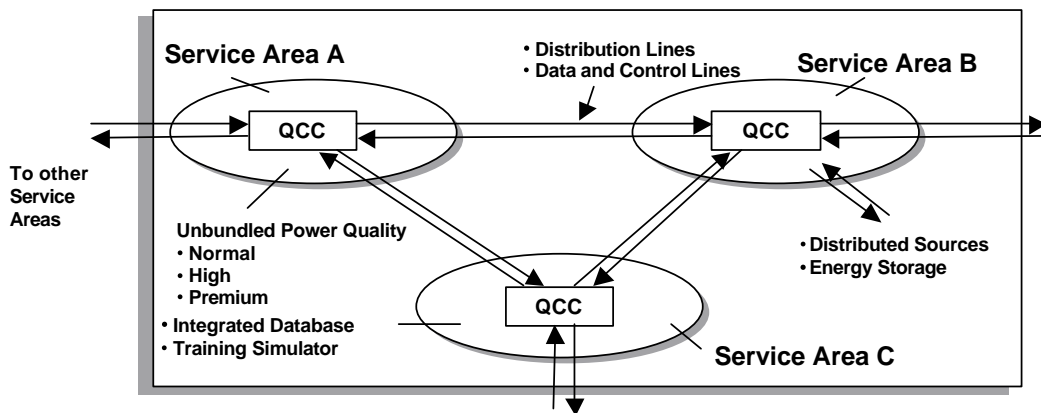 Service Area A
• Distribution Lines
• Data and Control Lines
Service Area B
QCC
QCC
To other
Service
Areas
Unbundled Power Quality
• Normal
• High
• Premium
• Distributed Sources
• Energy Storage
QCC
• Integrated Database
• Training Simulator
Service Area C